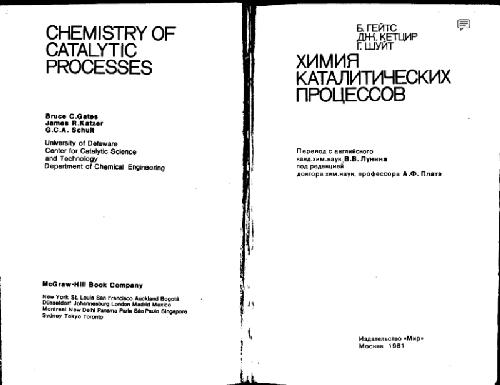 CHEMISTRY OF
CATALYTIC
PROCESSES
Bruce C.Gates
James R.Katzer
G.C.A. Schuit
University of Delaware
Center for Catalytic Science
and Technology
Department of Chemical Engineering
McGraw-Hill Book Company
New York St. Louis San Francisco Auckland Bogotá
Düsseldorf Johannesburg London Madrid Mexico
Montreal New Delhi Panama Paris São Paulo Singapore
Sydney Tokyo Toronto
Б. ГЕЙТС
ДЖ. КЕТЦИР
Г. ШУЙТ
ХИМИЯ
КАТАЛИТИЧЕСКИХ
ПРОЦЕССОВ
Перевод с английского
канд.хим.наук В.В. Лунина
под редакцией
доктора хим.наук, профессора А.Ф. Платэ
Издательство «Мир»
Москва 1981